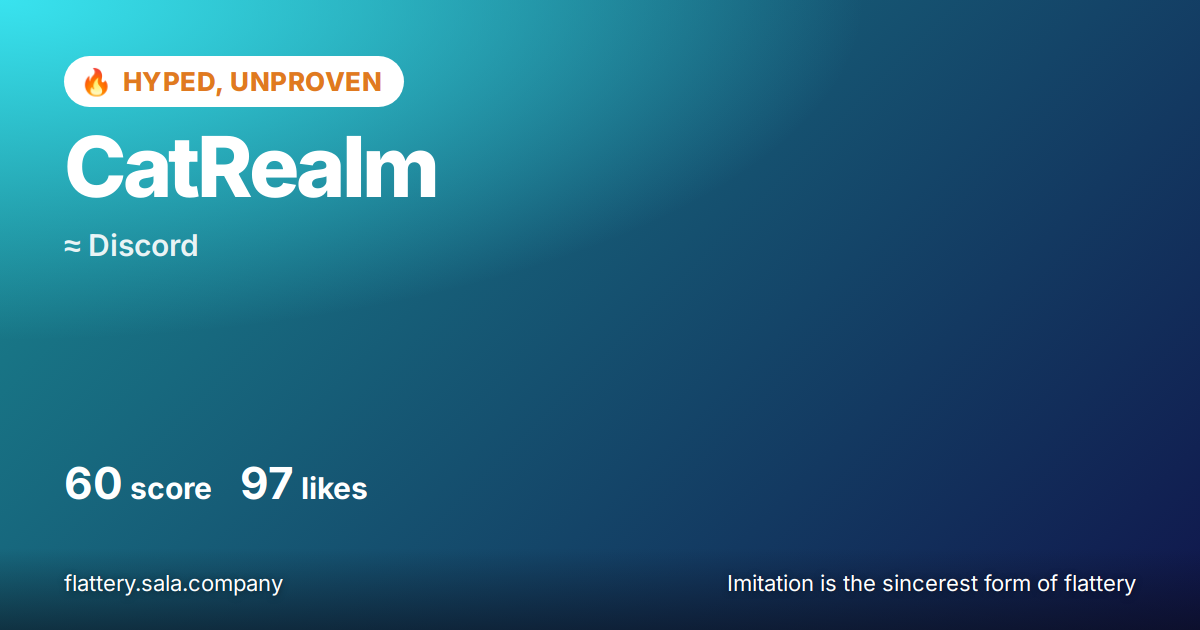 🔥 HYPED, UNPROVEN
CatRealm
≈ Discord
60 score 97 likes
flattery.sala.company
Imitation is the sincerest form of flattery